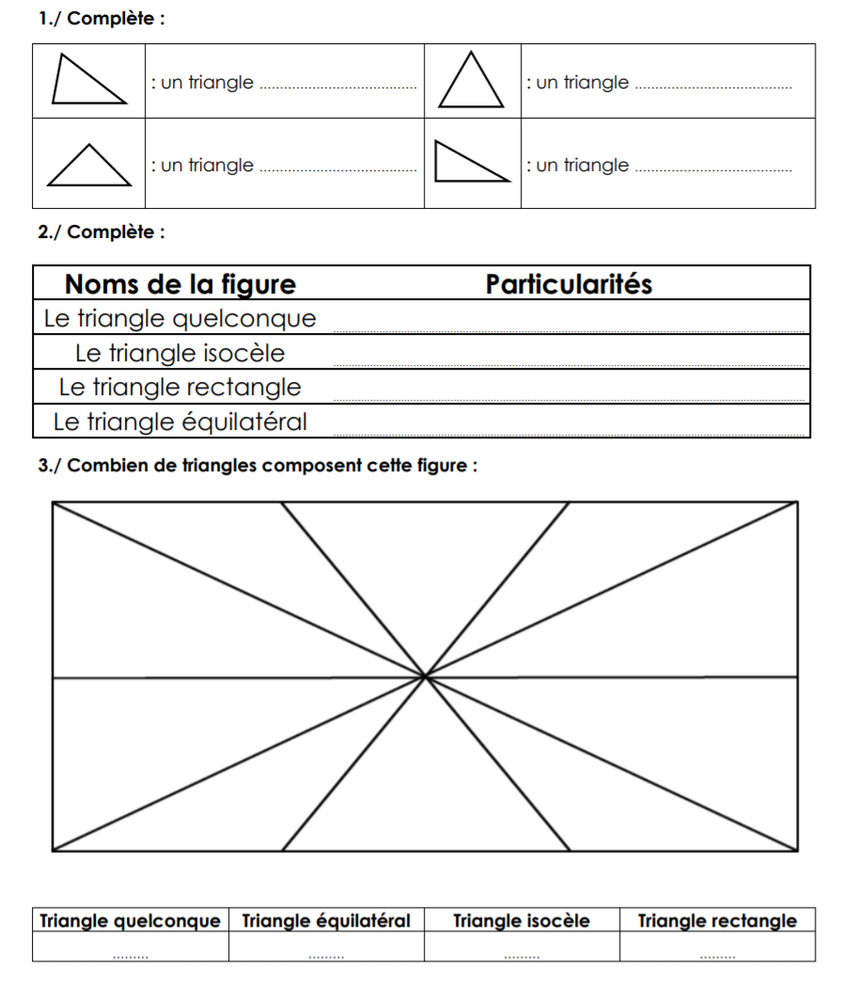 1./ Complète :
: un triangle ........................................ : un triangle ........................................
: un triangle ........................................ : un triangle ........................................
2./ Complète :
Noms de la figure Particularités
Le triangle quelconque ........................................
Le triangle isocèle ........................................
Le triangle rectangle ........................................
Le triangle équilatéral ........................................
3./ Combien de triangles composent cette figure :
Triangle quelconque Triangle équilatéral Triangle isocèle Triangle rectangle
......... ......... ......... .........